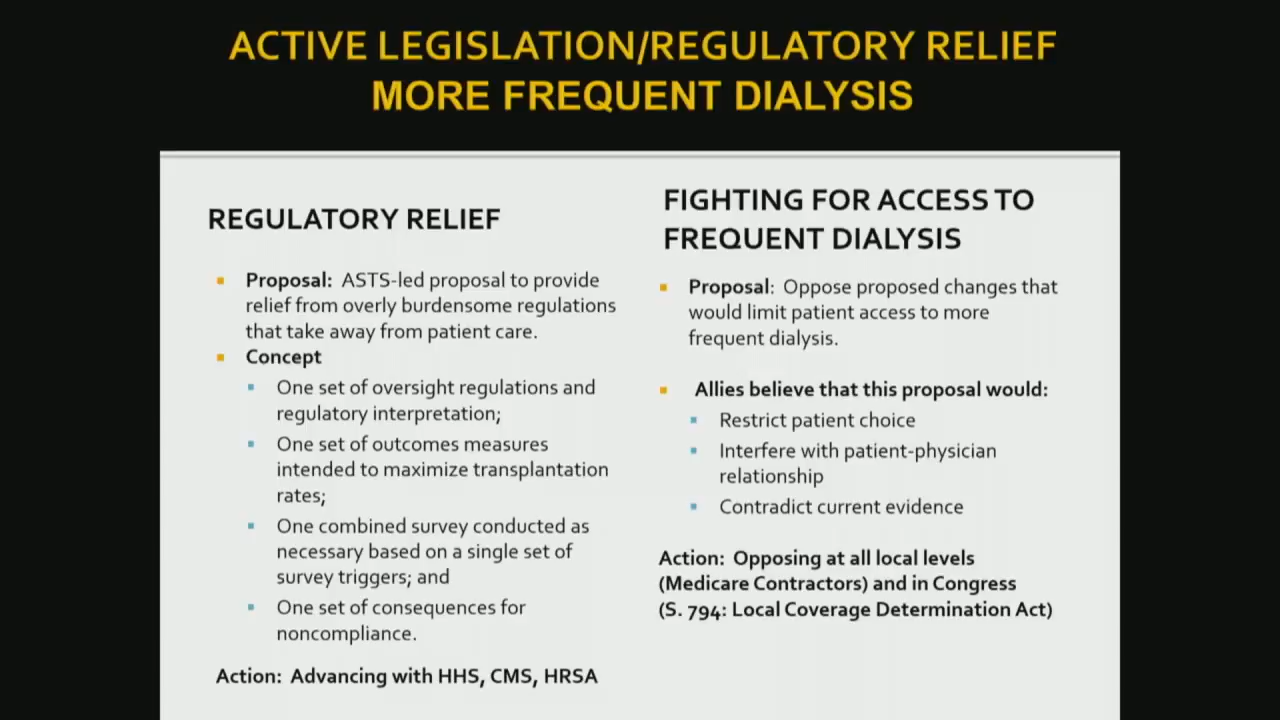 ACTIVE LEGISLATION/REGULATORY RELIEF
MORE FREQUENT DIALYSIS
REGULATORY RELIEF
Proposal: ASTS-led proposal to provide
relief from overly burdensome regulations
that take away from patient care.
Concept
One set of oversight regulations and
regulatory interpretation;
One set of outcomes measures
intended to maximize transplantation
rates;
One combined survey conducted as
necessary based on a single set of
survey triggers; and
One set of consequences for
noncompliance.
Action: Advancing with HHS, CMS, HRSA
FIGHTING FOR ACCESS TO
FREQUENT DIALYSIS
Proposal: Oppose proposed changes that
would limit patient access to more
frequent dialysis.
Allies believe that this proposal would:
Restrict patient choice
Interfere with patient-physician
relationship
Contradict current evidence
Action: Opposing at all local levels
(Medicare Contractors) and in Congress
(S. 794: Local Coverage Determination Act)